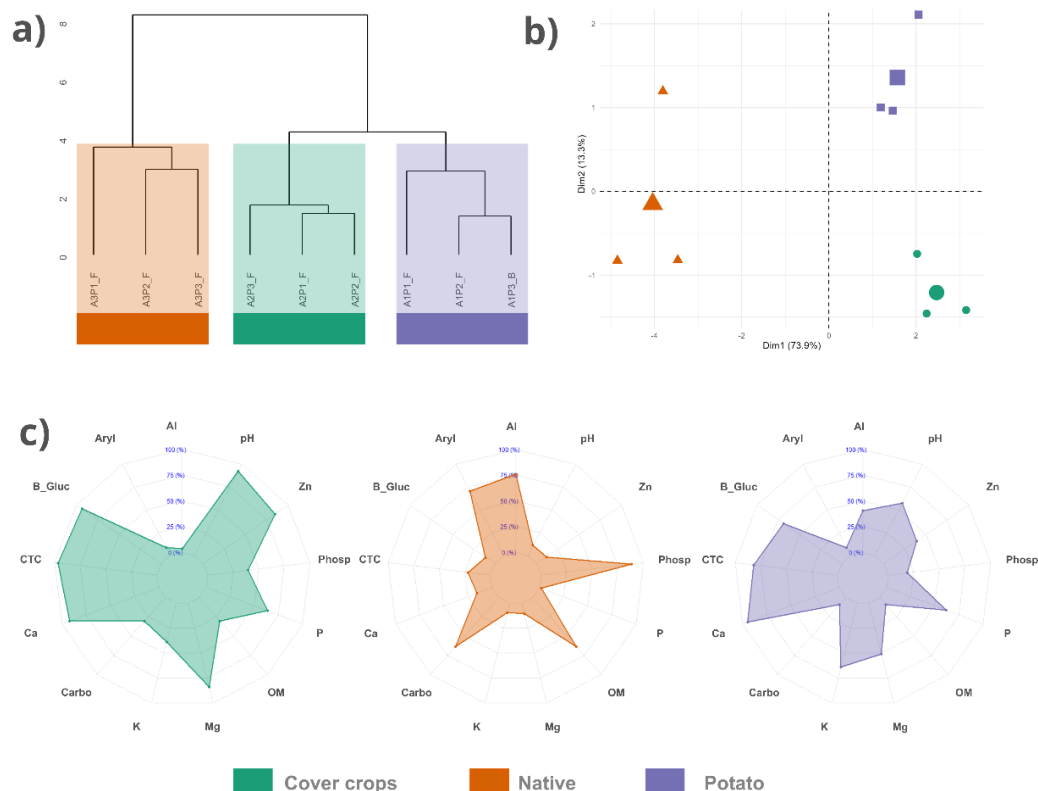 a)
8
6
4
2
0
A3P1_F
A3P2_F
A3P3_F
A2P3_F
A2P1_F
A2P2_F
A1P1_F
A1P2_F
A1P3_B
b)
2
1
0
-1
Dim2 (13.3%)
-4
-2
0
2
Dim1 (73.9%)
c)
Al
pH
Zn
Phosp
P
OM
Mg
K
Carbo
Ca
CTC
B_Gluc
Aryl
100 (%)
75 (%)
50 (%)
25 (%)
0 (%)
Al
pH
Zn
Phosp
P
OM
Mg
K
Carbo
Ca
CTC
B_Gluc
Aryl
100 (%)
75 (%)
50 (%)
25 (%)
0 (%)
Al
pH
Zn
Phosp
P
OM
Mg
K
Carbo
Ca
CTC
B_Gluc
Aryl
100 (%)
75 (%)
50 (%)
25 (%)
0 (%)
Cover crops
Native
Potato